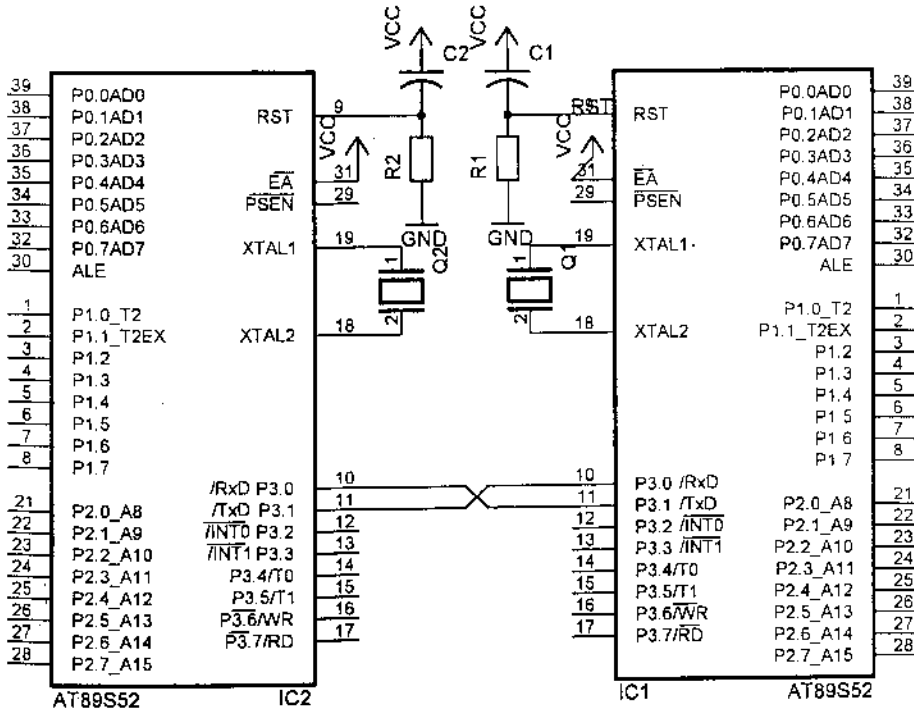 VCC
VCC
C2
C1
39 P0.0AD0
38 P0.1AD1
37 P0.2AD2
36 P0.3AD3
35 P0.4AD4
34 P0.5AD5
33 P0.6AD6
32 P0.7AD7
30 ALE
1 P1.0_T2
2 P1.1_T2EX
3 P1.2
4 P1.3
5 P1.4
6 P1.5
7 P1.6
8 P1.7
21 P2.0_A8
22 P2.1_A9
23 P2.2_A10
24 P2.3_A11
25 P2.4_A12
26 P2.5_A13
27 P2.6_A14
28 P2.7_A15
RST 9
EA 31
PSEN 29
XTAL1 19
XTAL2 18
/RxD P3.0 10
/TxD P3.1 11
/INT0 P3.2 12
/INT1 P3.3 13
P3.4/T0 14
P3.5/T1 15
P3.6/WR 16
P3.7/RD 17
AT89S52
IC2
VCC
R2
GND
Q2
1
2
R1
GND
Q1
1
2
VCC
RST
RST
31 EA
29 PSEN
19 XTAL1
18 XTAL2
10 P3.0 /RxD
11 P3.1 /TxD
12 P3.2 /INT0
13 P3.3 /INT1
14 P3.4/T0
15 P3.5/T1
16 P3.6/WR
17 P3.7/RD
P0.0AD0 39
P0.1AD1 38
P0.2AD2 37
P0.3AD3 36
P0.4AD4 35
P0.5AD5 34
P0.6AD6 33
P0.7AD7 32
ALE 30
P1.0_T2 1
P1.1_T2EX 2
P1.2 3
P1.3 4
P1.4 5
P1.5 6
P1.6 7
P1.7 8
P2.0_A8 21
P2.1_A9 22
P2.2_A10 23
P2.3_A11 24
P2.4_A12 25
P2.5_A13 26
P2.6_A14 27
P2.7_A15 28
IC1
AT89S52